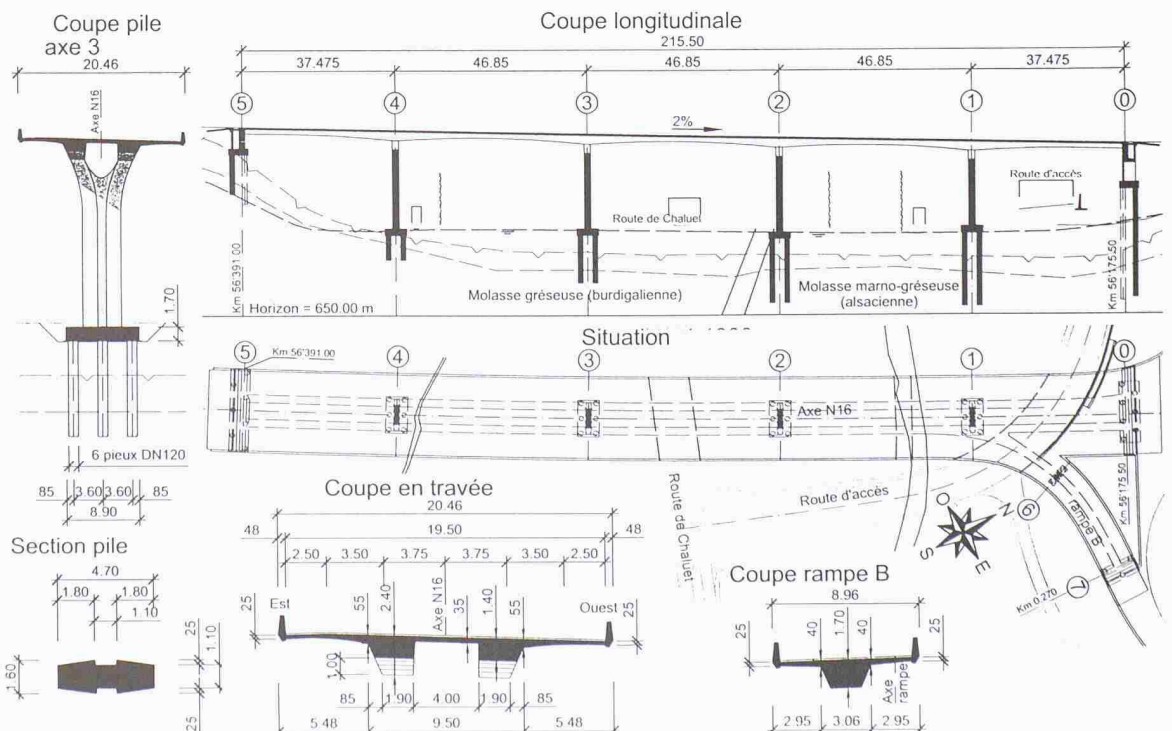 Coupe pile
axe 3
20.46
Axe N16
1.70
6 pieux DN120
85 3.60 3.60 85
8.90
Section pile
4.70
1.80 1.80
1.10
25
1.10
1.60
25
Coupe longitudinale
215.50
37.475 46.85 46.85 46.85 37.475
5 4 3 2 1 0
2%
Route d'accès
Route de Chaluet
Km 56'391.00
Km 56'175.50
Molasse gréseuse (burdigalienne)
Molasse marno-gréseuse
(alsacienne)
Horizon = 650.00 m
Situation
5 4 3 2 1 0
Km 56'391.00
Axe N16
Km 56'175.50
Route de Chaluet
Route d'accès
6
rampe B
O N
S E
Km 0.270
7
Coupe en travée
20.46
48 19.50 48
2.50 3.50 3.75 3.75 3.50 2.50
25 Est 55 2.40 Axe N16 35 1.40 55 Ouest 25
1.00
85 1.90 4.00 1.90 85
5.48 9.50 5.48
Coupe rampe B
8.96
25 40 1.70 40 25
Axe
rampe
2.95 3.06 2.95